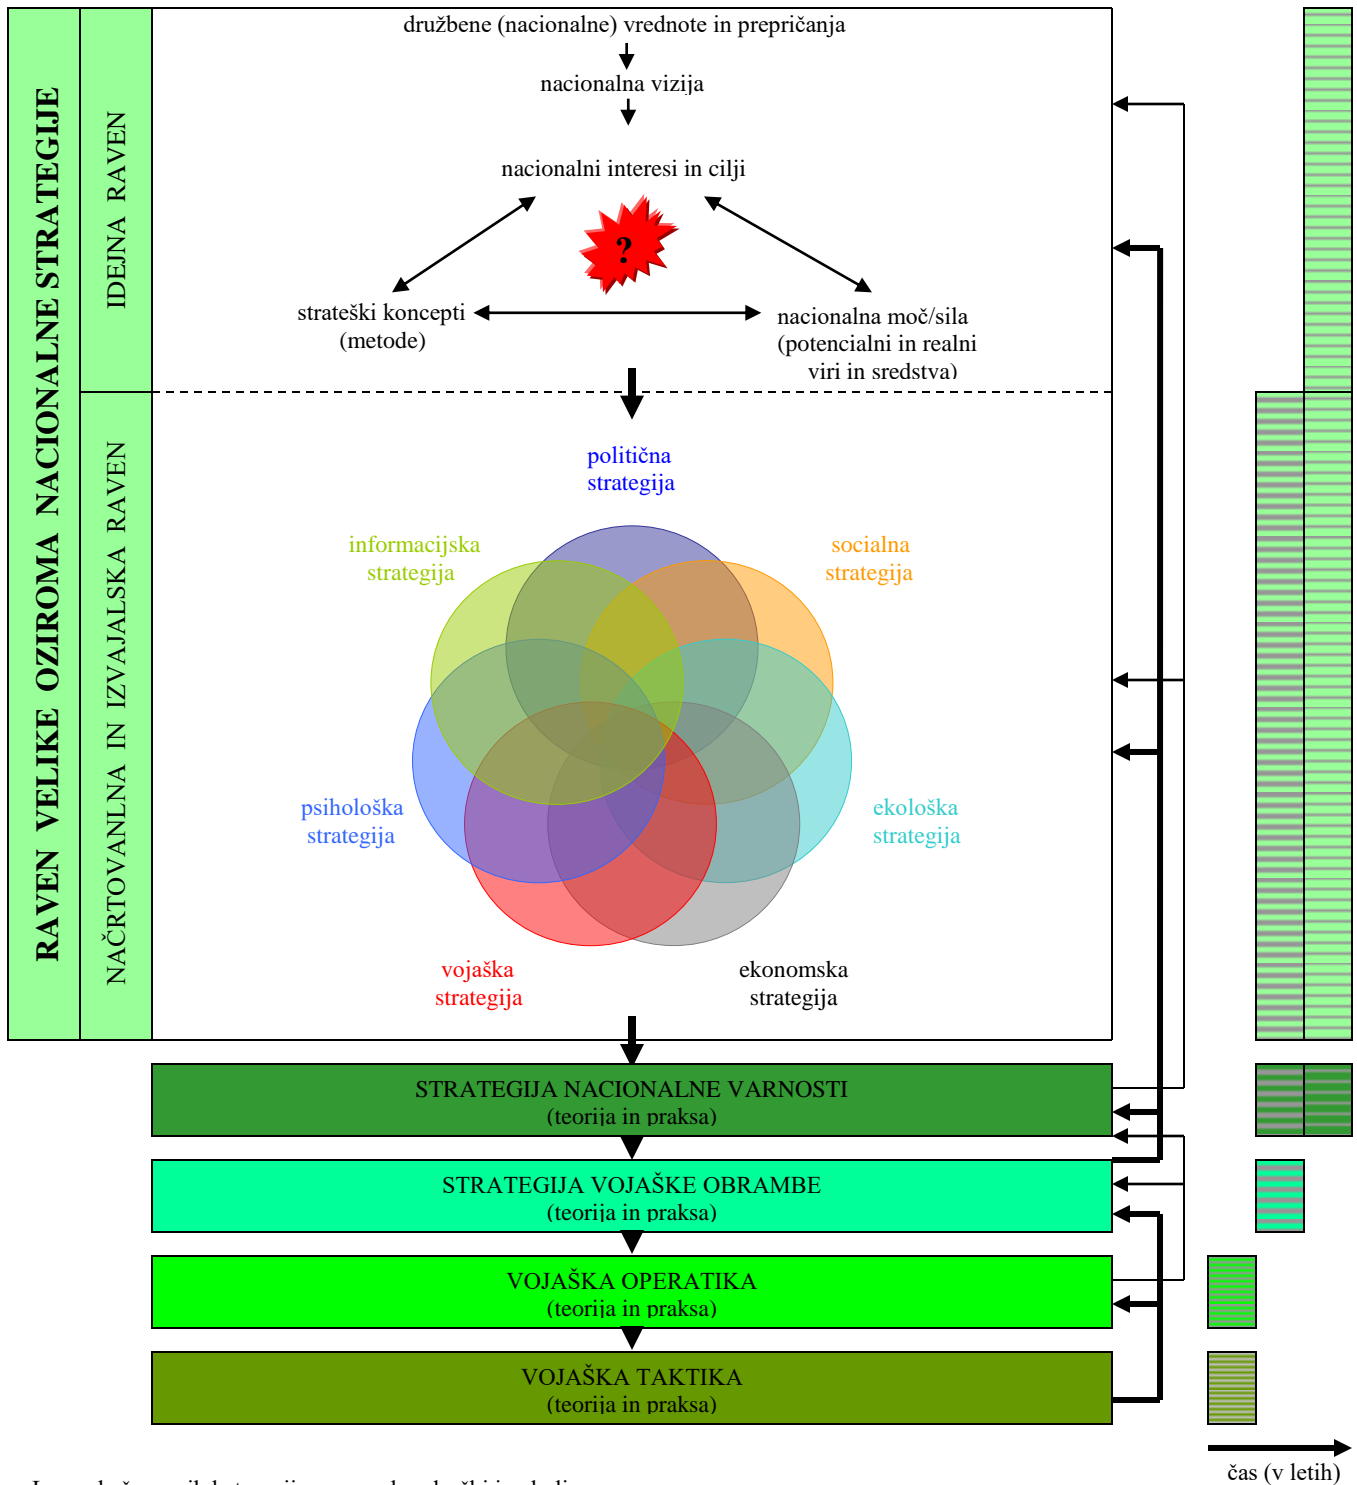 RAVEN VELIKE OZIROMA NACIONALNE STRATEGIJE
IDEJNA RAVEN
družbene (nacionalne) vrednote in prepričanja
nacionalna vizija
nacionalni interesi in cilji
?
strateški koncepti
(metode)
nacionalna moč/sila
(potencialni in realni
viri in sredstva)
NAČRTOVANLNA IN IZVAJALSKA RAVEN
politična
strategija
informacijska
strategija
socialna
strategija
psihološka
strategija
ekološka
strategija
vojaška
strategija
ekonomska
strategija
STRATEGIJA NACIONALNE VARNOSTI
(teorija in praksa)
STRATEGIJA VOJAŠKE OBRAMBE
(teorija in praksa)
VOJAŠKA OPERATIKA
(teorija in praksa)
VOJAŠKA TAKTIKA
(teorija in praksa)
čas (v letih)